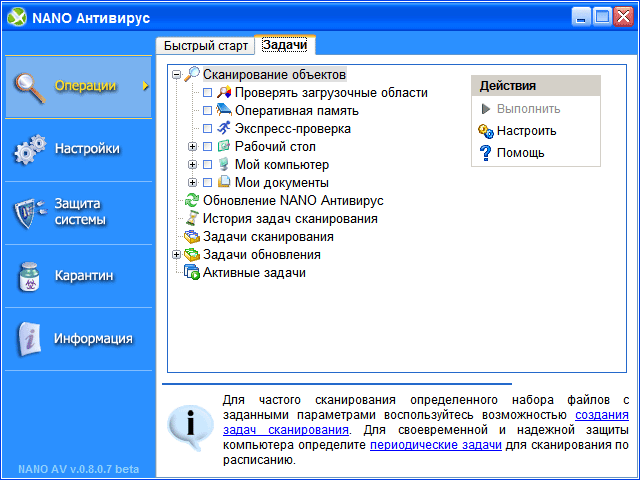 NANO Антивирус
Быстрый старт
Задачи
Операции
Настройки
Защита
системы
Карантин
Информация
Сканирование объектов
Проверять загрузочные области
Оперативная память
Экспресс-проверка
Рабочий стол
Мой компьютер
Мои документы
Обновление NANO Антивирус
История задач сканирования
Задачи сканирования
Задачи обновления
Активные задачи
Действия
Выполнить
Настроить
Помощь
Для частого сканирования определенного набора файлов с
заданными параметрами воспользуйтесь возможностью создания
задач сканирования. Для своевременной и надежной защиты
компьютера определите периодические задачи для сканирования по
расписанию.
NANO AV v.0.8.0.7 beta